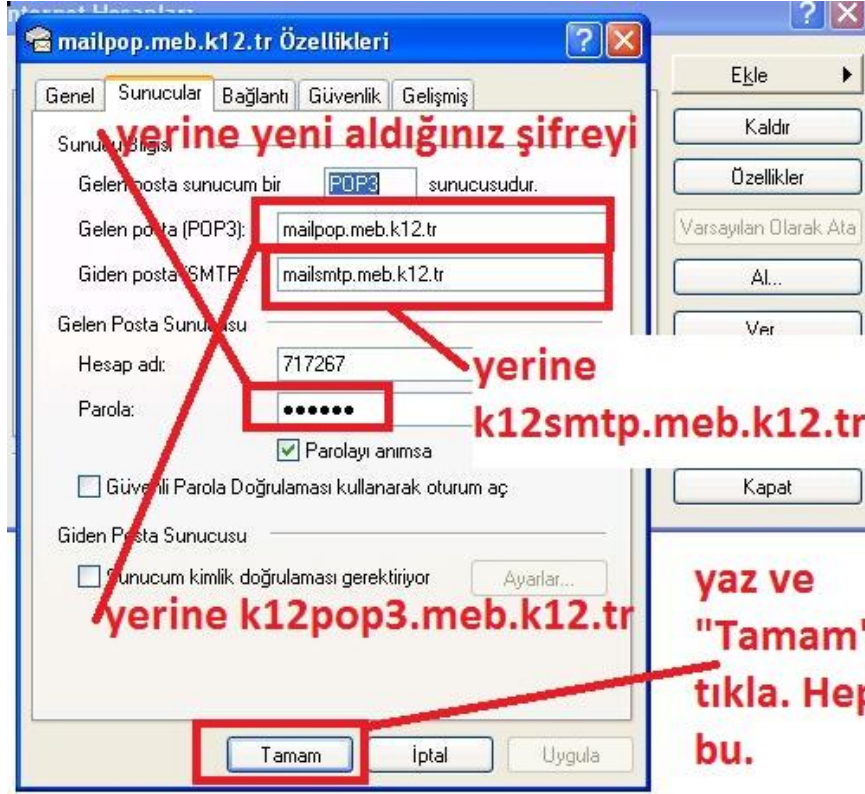 mailpop.meb.k12.tr Özellikleri
Genel Sunucular Bağlantı Güvenlik Gelişmiş
yerine yeni aldığınız şifreyi
Gelen posta sunucum bir POP3 sunucusudur.
Gelen posta (POP3): mailpop.meb.k12.tr
Giden posta (SMTP): mailsmtp.meb.k12.tr
Gelen Posta Sunucusu
Hesap adı: 717267
Parola: ●●●●●●
Parolayı anımsa
Güvenli Parola Doğrulaması kullanarak oturum aç
Giden Posta Sunucusu
Sunucum kimlik doğrulaması gerektiriyor Ayarlar...
yerine k12pop3.meb.k12.tr
Tamam İptal Uygula
Ekle
Kaldır
Özellikler
Varsayılan Olarak Ata
Al...
Ver
yerine
k12smtp.meb.k12.tr
Kapat
yaz ve
"Tamam"
tıkla. Hep
bu.